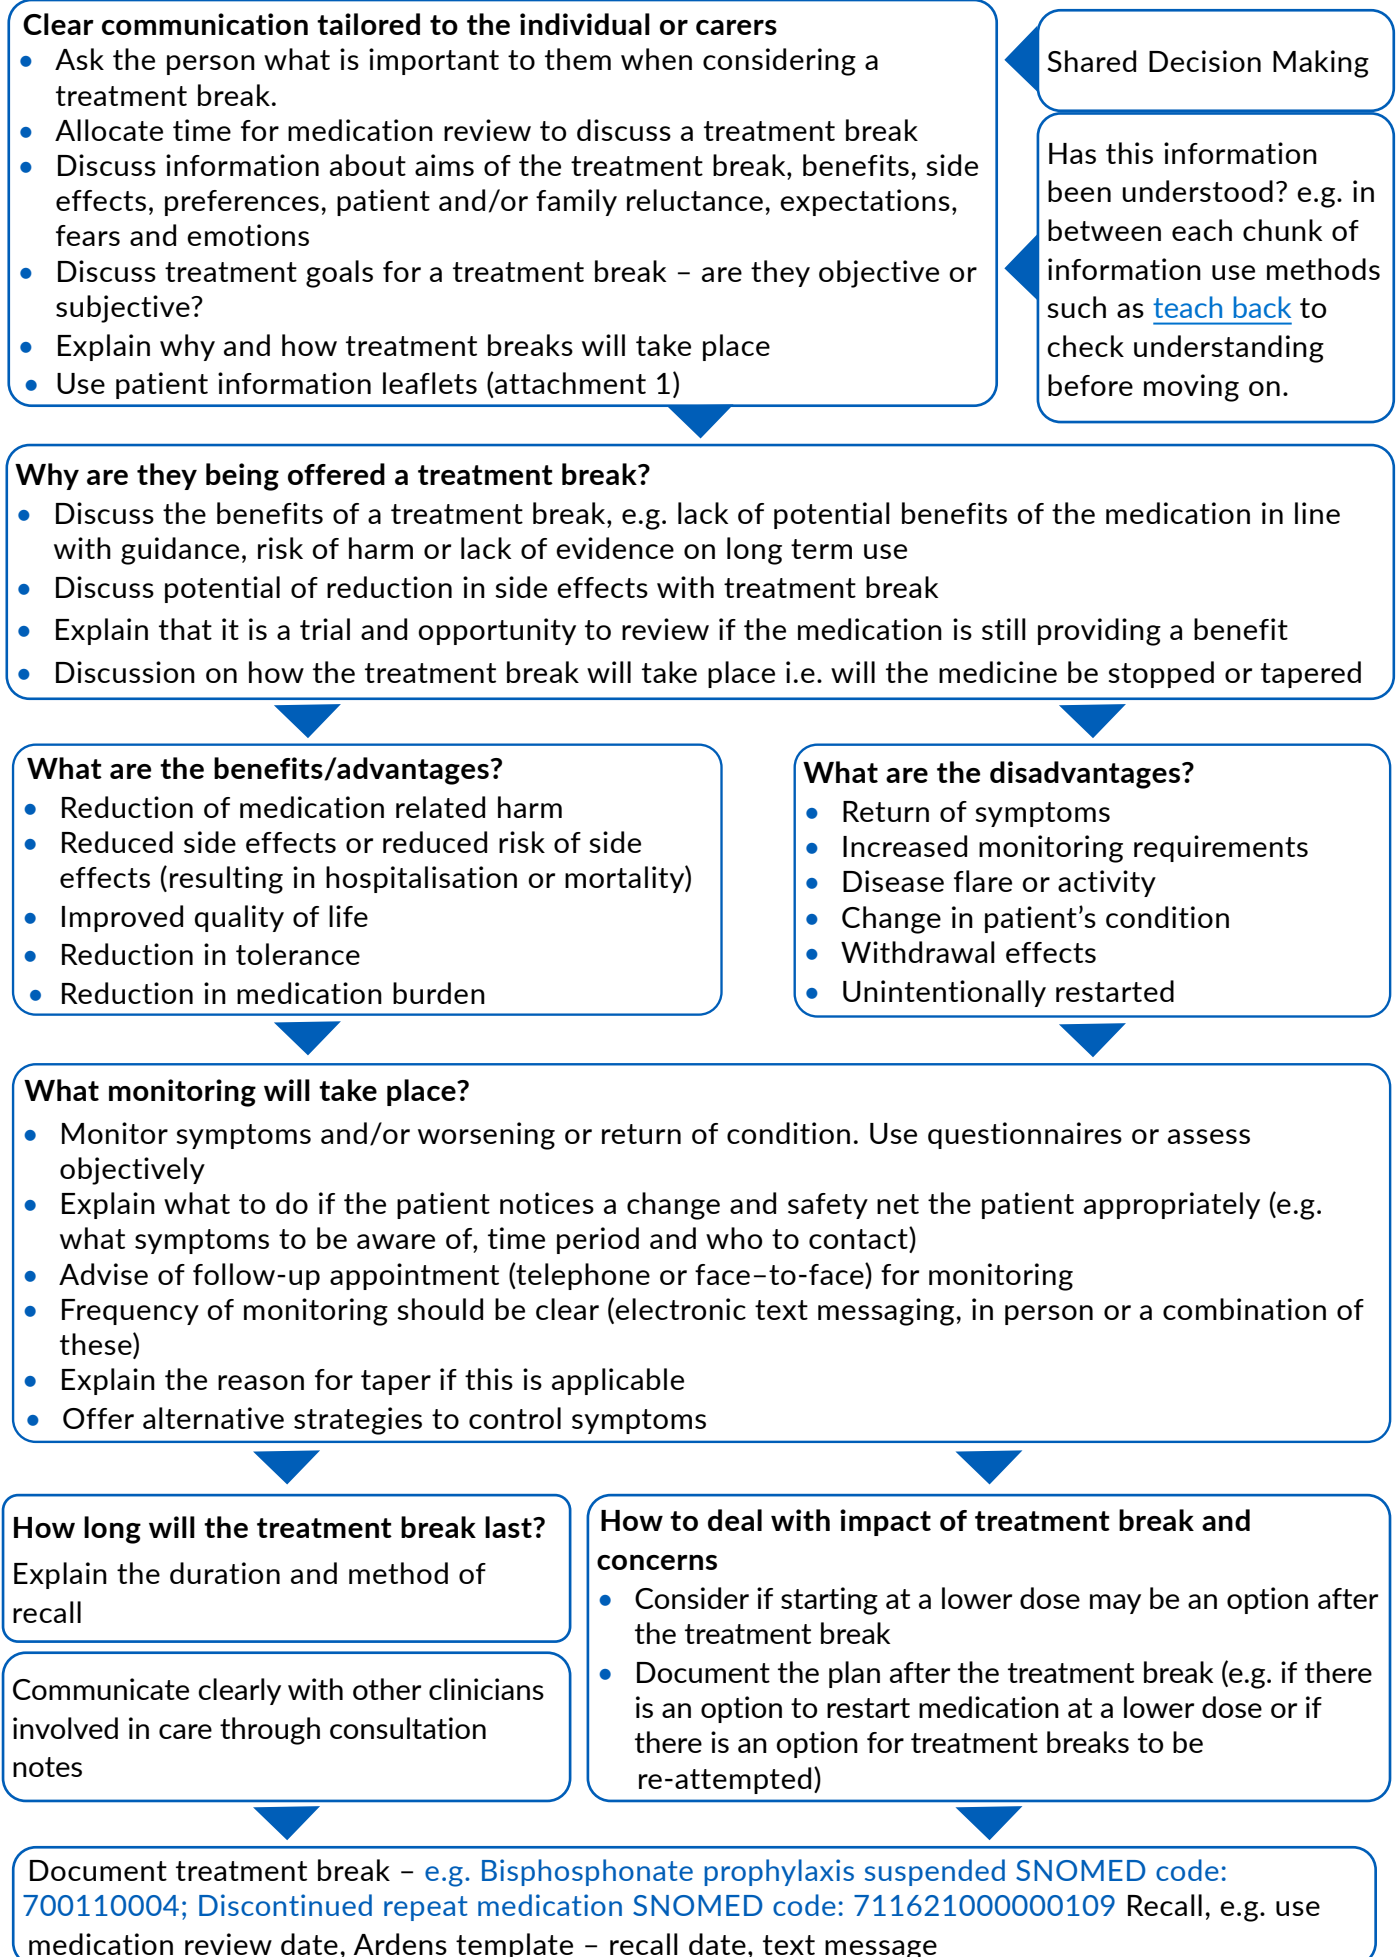 Clear communication tailored to the individual or carers
• Ask the person what is important to them when considering a
treatment break.
• Allocate time for medication review to discuss a treatment break
• Discuss information about aims of the treatment break, benefits, side
effects, preferences, patient and/or family reluctance, expectations,
fears and emotions
• Discuss treatment goals for a treatment break – are they objective or
subjective?
• Explain why and how treatment breaks will take place
• Use patient information leaflets (attachment 1)
Shared Decision Making
Has this information
been understood? e.g. in
between each chunk of
information use methods
such as teach back to
check understanding
before moving on.
Why are they being offered a treatment break?
• Discuss the benefits of a treatment break, e.g. lack of potential benefits of the medication in line
with guidance, risk of harm or lack of evidence on long term use
• Discuss potential of reduction in side effects with treatment break
• Explain that it is a trial and opportunity to review if the medication is still providing a benefit
• Discussion on how the treatment break will take place i.e. will the medicine be stopped or tapered
What are the benefits/advantages?
• Reduction of medication related harm
• Reduced side effects or reduced risk of side
effects (resulting in hospitalisation or mortality)
• Improved quality of life
• Reduction in tolerance
• Reduction in medication burden
What are the disadvantages?
• Return of symptoms
• Increased monitoring requirements
• Disease flare or activity
• Change in patient’s condition
• Withdrawal effects
• Unintentionally restarted
What monitoring will take place?
• Monitor symptoms and/or worsening or return of condition. Use questionnaires or assess
objectively
• Explain what to do if the patient notices a change and safety net the patient appropriately (e.g.
what symptoms to be aware of, time period and who to contact)
• Advise of follow-up appointment (telephone or face–to-face) for monitoring
• Frequency of monitoring should be clear (electronic text messaging, in person or a combination of
these)
• Explain the reason for taper if this is applicable
• Offer alternative strategies to control symptoms
How long will the treatment break last?
Explain the duration and method of
recall
Communicate clearly with other clinicians
involved in care through consultation
notes
How to deal with impact of treatment break and
concerns
• Consider if starting at a lower dose may be an option after
the treatment break
• Document the plan after the treatment break (e.g. if there
is an option to restart medication at a lower dose or if
there is an option for treatment breaks to be
re-attempted)
Document treatment break – e.g. Bisphosphonate prophylaxis suspended SNOMED code:
700110004; Discontinued repeat medication SNOMED code: 711621000000109 Recall, e.g. use
medication review date, Ardens template – recall date, text message